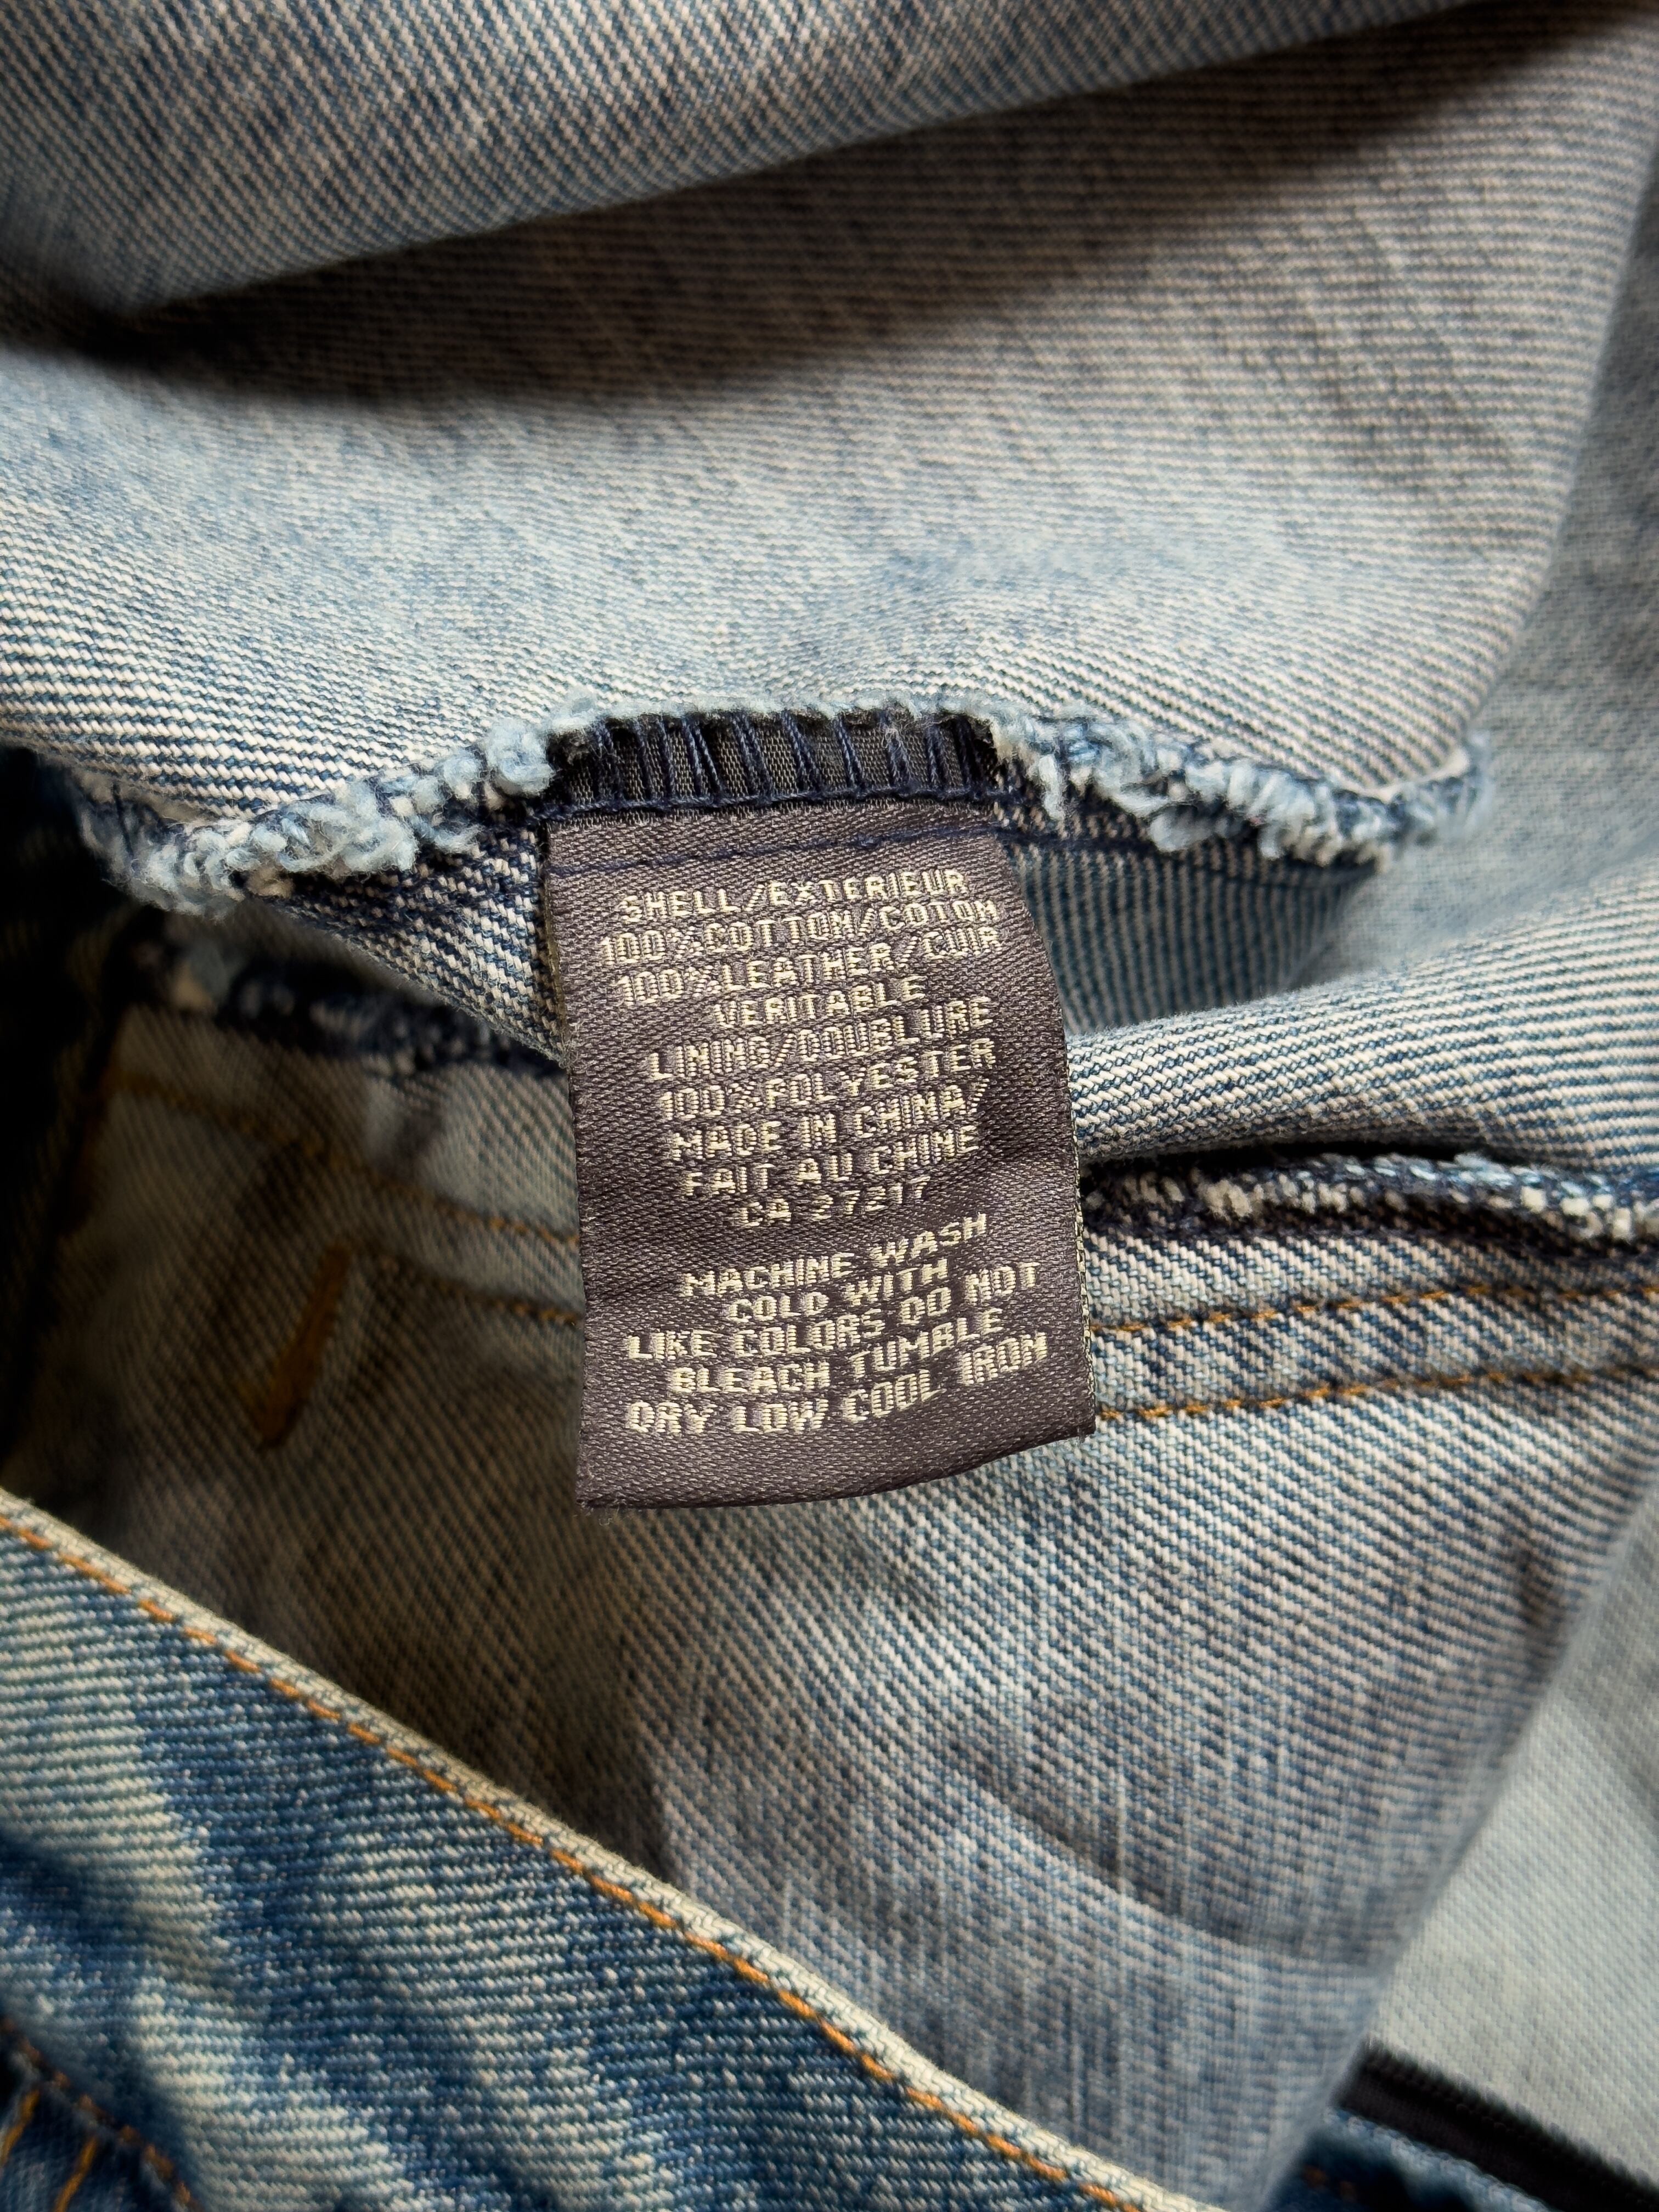 SHELL/EXTERIEUR
100%COTTON/COTON
100%LEATHER/CUIR
VERITABLE
LINING/DOUBLURE
100%POLYESTER
MADE IN CHINA/
FAIT AU CHINE
CA 27217
MACHINE WASH
COLD WITH
LIKE COLORS DO NOT
BLEACH TUMBLE
DRY LOW COOL IRON